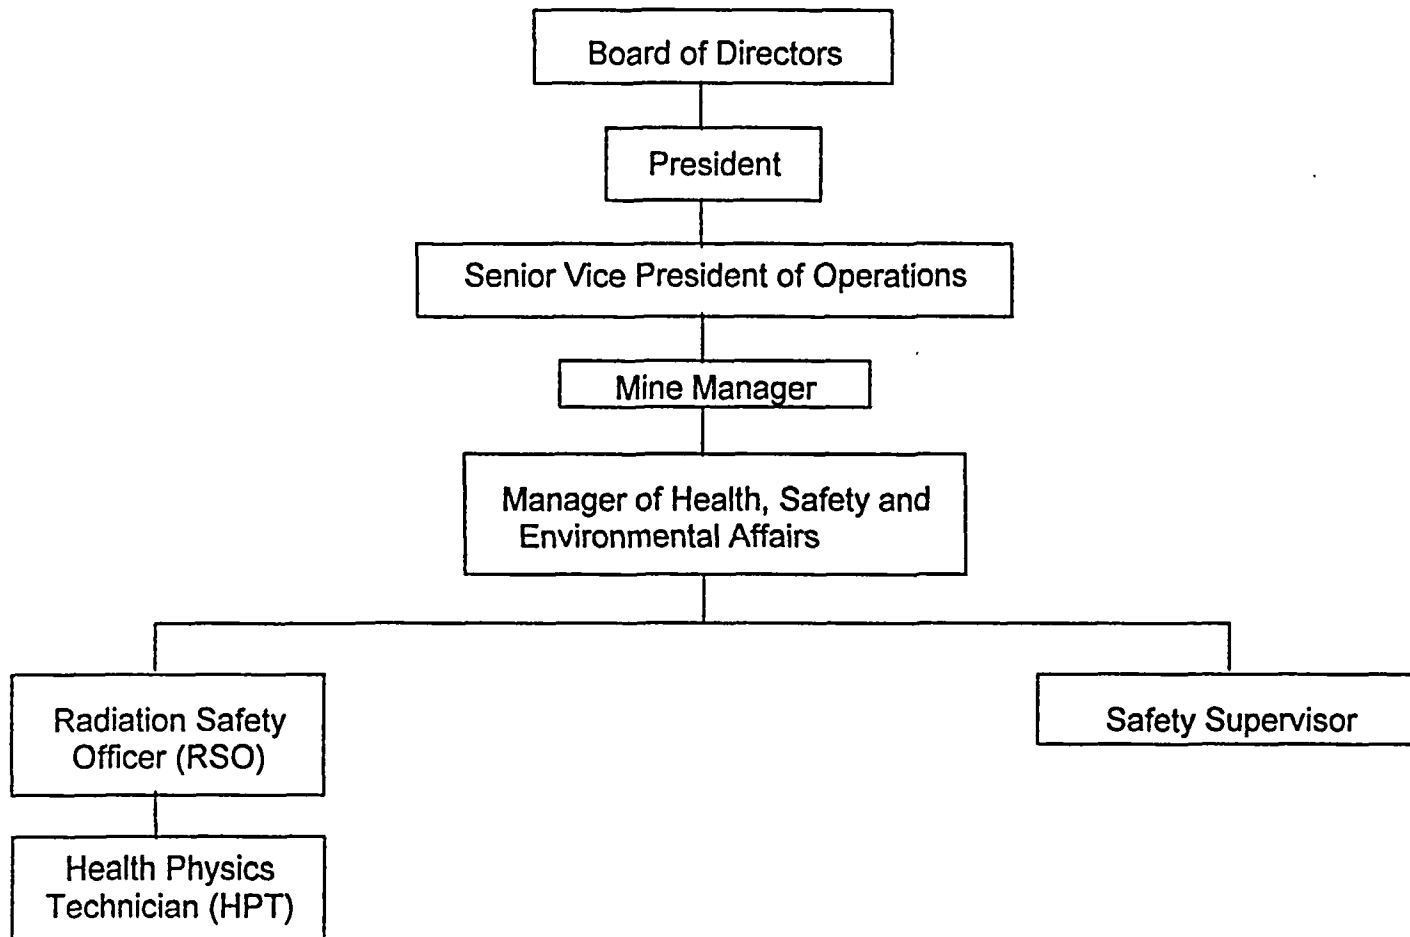 Board of Directors
President
Senior Vice President of Operations
Mine Manager
Manager of Health, Safety and
Environmental Affairs
Radiation Safety
Officer (RSO)
Safety Supervisor
Health Physics
Technician (HPT)